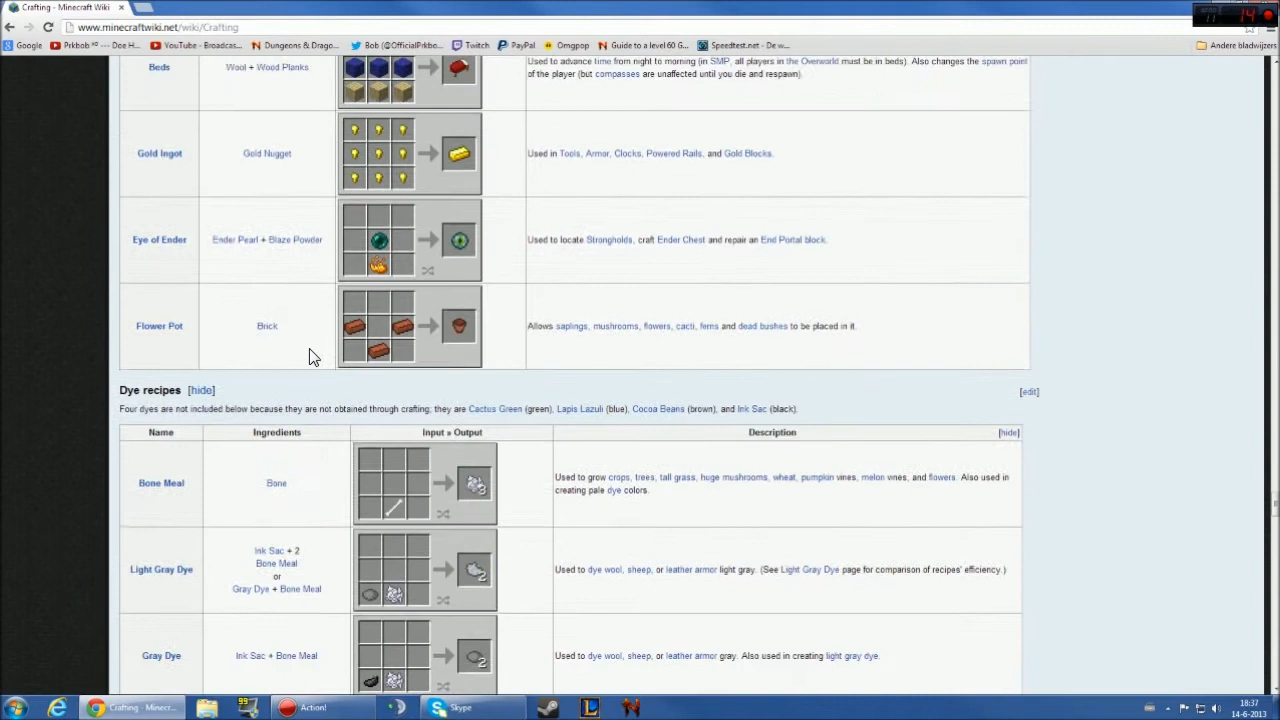 Crafting - Minecraft Wiki
www.minecraftwiki.net/wiki/Crafting
14
Google Prkbob YouTube - Broadcas... Dungeons & Drago... Bob (@OfficialPrkbo... Twitch PayPal Omgpop Guide to a level 60 G... Speedtest.net - De w... Andere bladwijzers
Beds
Wool + Wood Planks
Used to advance time from night to morning (in SMP, all players in the Overworld must be in beds). Also changes the spawn point
of the player (but compasses are unaffected until you die and respawn).
Gold Ingot
Gold Nugget
Used in Tools, Armor, Clocks, Powered Rails, and Gold Blocks.
Eye of Ender
Ender Pearl + Blaze Powder
Used to locate Strongholds, craft Ender Chest and repair an End Portal block.
Flower Pot
Brick
Allows saplings, mushrooms, flowers, cacti, ferns and dead bushes to be placed in it.
Dye recipes [hide]
[edit]
Four dyes are not included below because they are not obtained through crafting; they are Cactus Green (green), Lapis Lazuli (blue), Cocoa Beans (brown), and Ink Sac (black).
Name Ingredients Input » Output Description [hide]
Bone Meal
Bone
3
Used to grow crops, trees, tall grass, huge mushrooms, wheat, pumpkin vines, melon vines, and flowers. Also used in
creating pale dye colors.
Light Gray Dye
Ink Sac + 2
Bone Meal
or
Gray Dye + Bone Meal
2
Used to dye wool, sheep, or leather armor light gray. (See Light Gray Dye page for comparison of recipes' efficiency.)
Gray Dye
Ink Sac + Bone Meal
2
Used to dye wool, sheep, or leather armor gray. Also used in creating light gray dye.
Crafting - Minecr...
99
Action!
Skype
18:37
14-6-2013